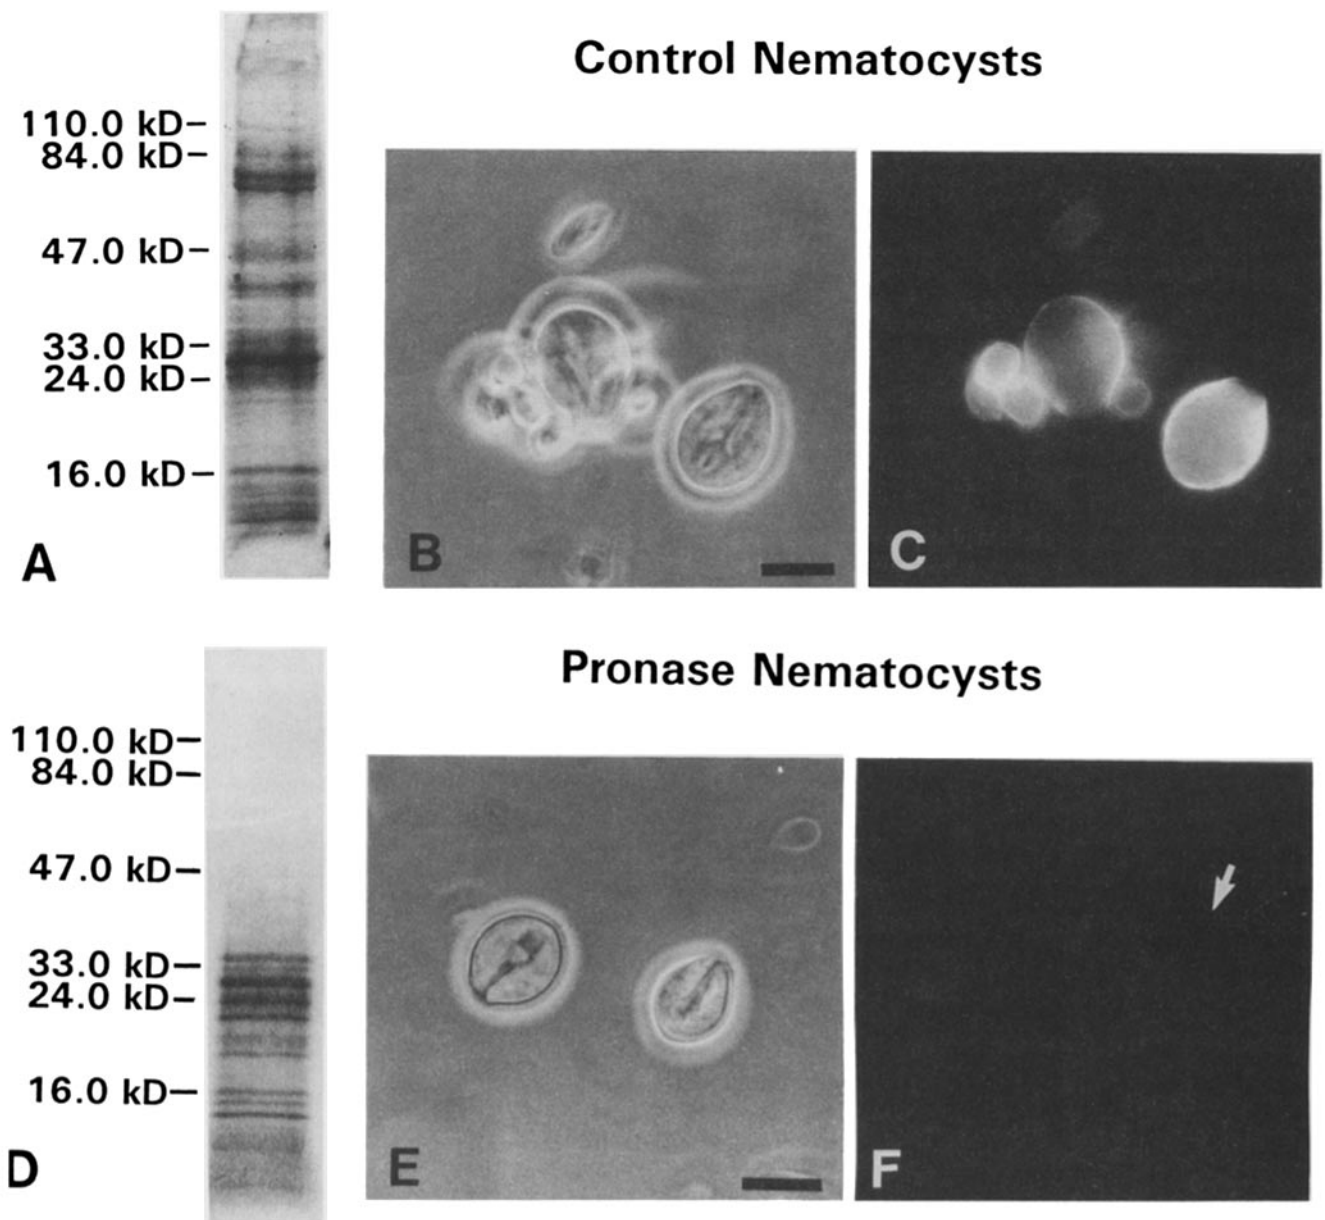 Control Nematocysts
110.0 kD-
84.0 kD-
47.0 kD-
33.0 kD-
24.0 kD-
16.0 kD-
A
B
C
Pronase Nematocysts
110.0 kD-
84.0 kD-
47.0 kD-
33.0 kD-
24.0 kD-
16.0 kD-
D
E
F